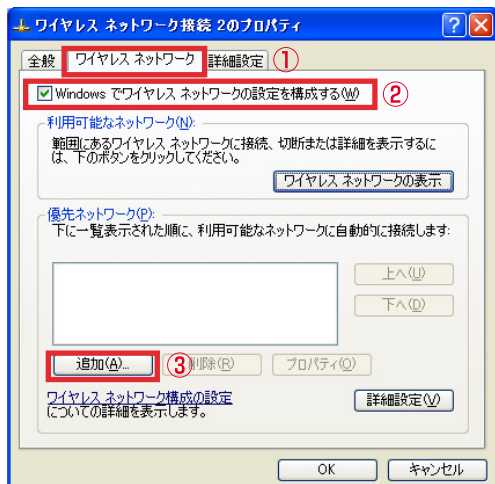 ワイヤレス ネットワーク接続 2のプロパティ
全般 ワイヤレス ネットワーク 詳細設定 ①
Windows でワイヤレス ネットワークの設定を構成する(W) ②
利用可能なネットワーク(N):
範囲にあるワイヤレス ネットワークに接続、切断または詳細を表示するに
は、下のボタンをクリックしてください。
ワイヤレス ネットワークの表示
優先ネットワーク(P):
下に一覧表示された順に、利用可能なネットワークに自動的に接続します:
上へ(U)
下へ(D)
追加(A)... ③ 削除(R) プロパティ(O)
ワイヤレス ネットワーク構成の設定
についての詳細を表示します。
詳細設定(V)
OK キャンセル